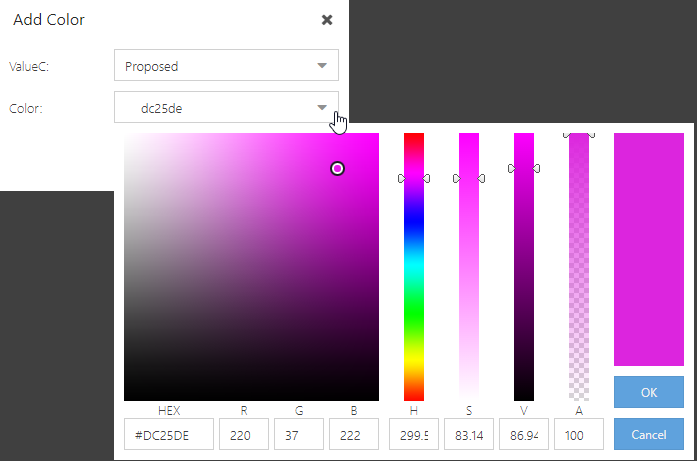 Add Color
ValueC: Proposed
Color: dc25de
HEX R G B H S V A
#DC25DE 220 37 222 299.5 83.14 86.94 100
OK
Cancel